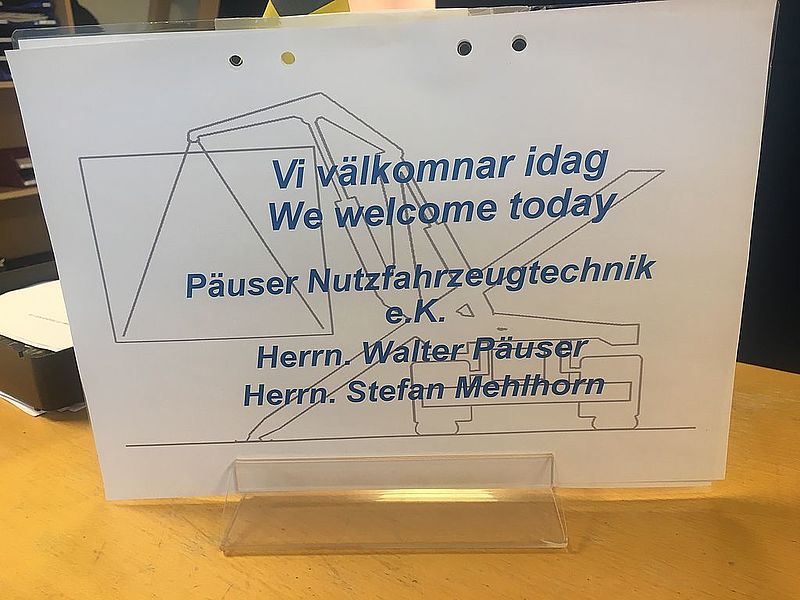 Vi välkomnar idag
We welcome today
Päuser Nutzfahrzeugtechnik
e.K.
Herrn. Walter Päuser
Herrn. Stefan Mehlhorn